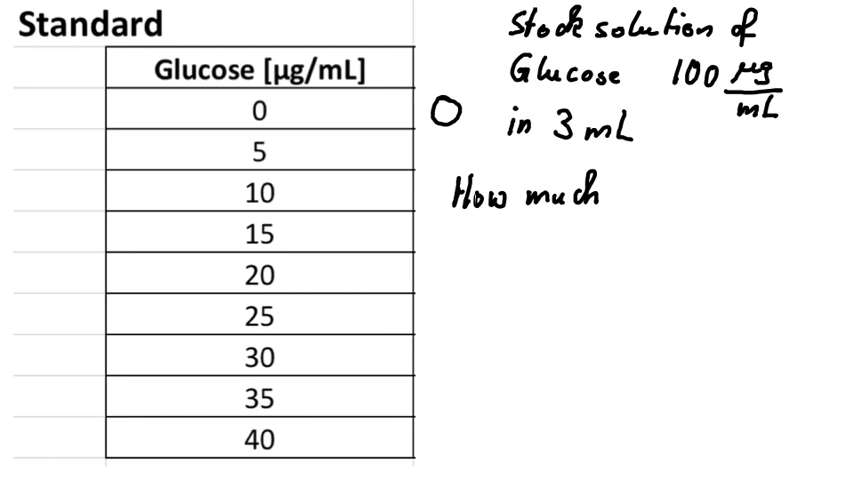 Standard
Glucose [µg/mL]
0
5
10
15
20
25
30
35
40
Stock solution of
Glucose 100 µg/mL
in 3 mL
How much